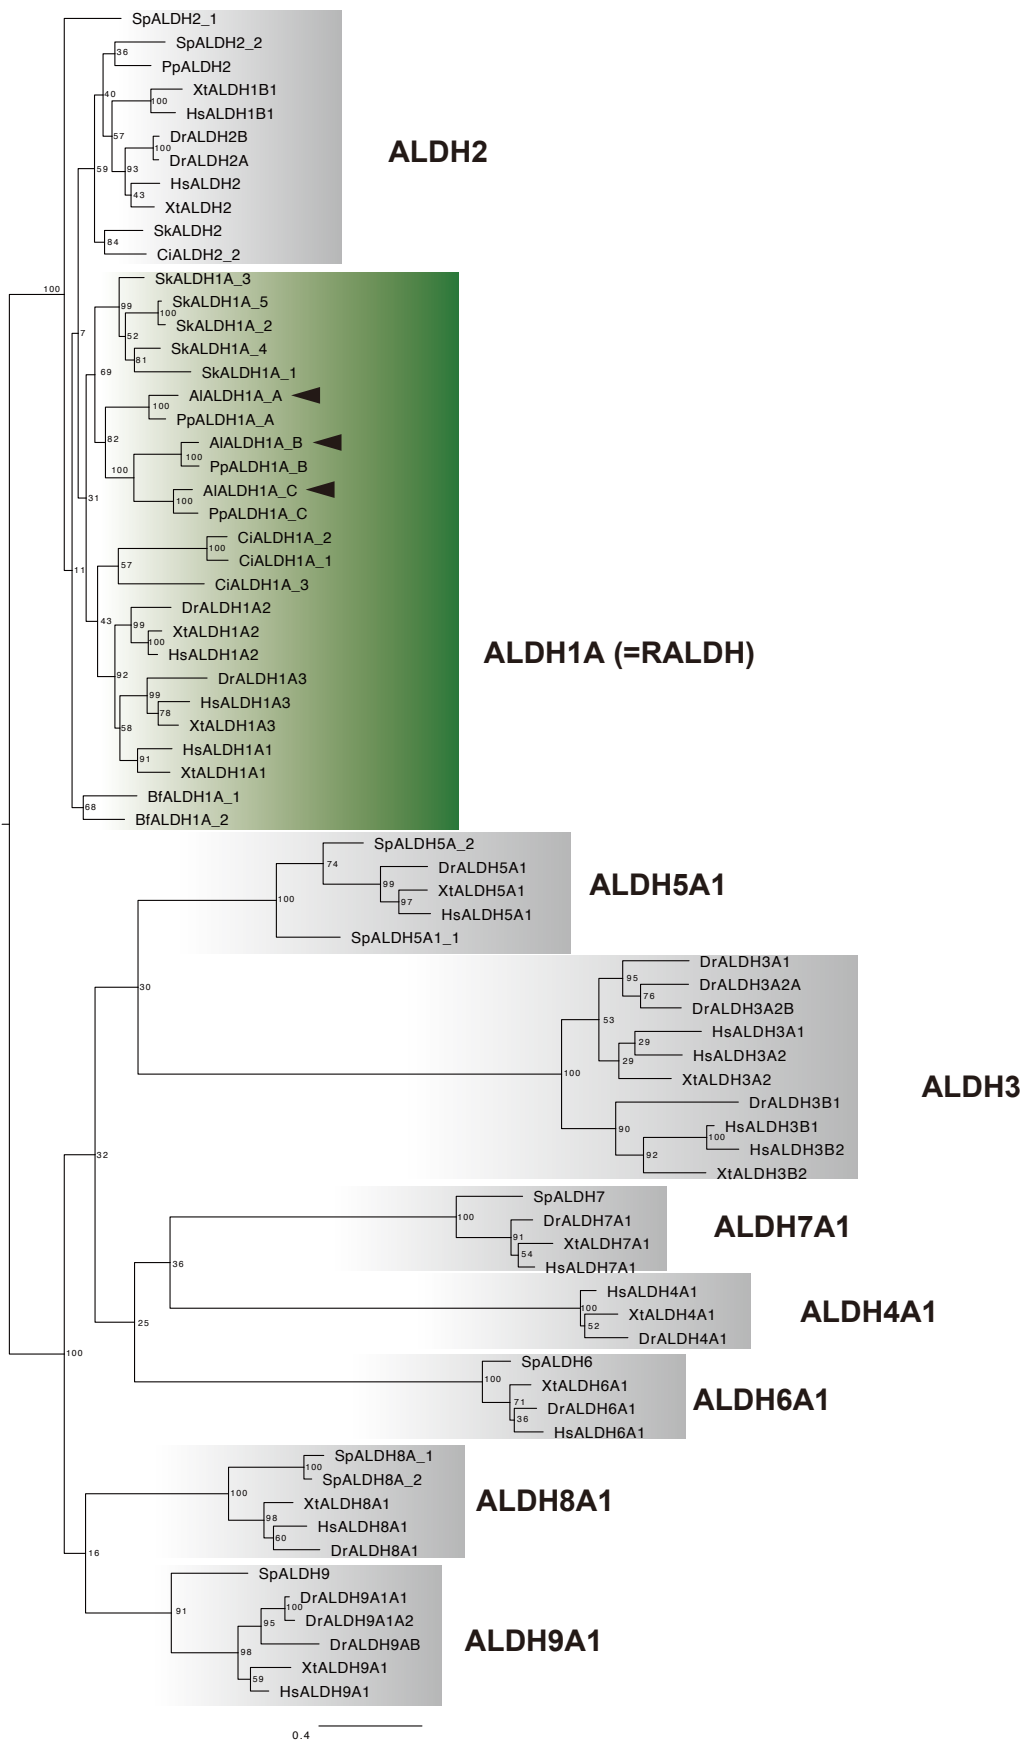 SpALDH2_1
SpALDH2_2
36
PpALDH2
XtALDH1B1
40
100
HsALDH1B1
DrALDH2B
57
100
ALDH2
DrALDH2A
59
93
HsALDH2
43
XtALDH2
SkALDH2
84
CiALDH2_2
SkALDH1A_3
100
SkALDH1A_5
99
100
SkALDH1A_2
7
52
SkALDH1A_4
81
SkALDH1A_1
69
AlALDH1A_A
100
PpALDH1A_A
82
AlALDH1A_B
100
PpALDH1A_B
100
AlALDH1A_C
31
100
PpALDH1A_C
CiALDH1A_2
100
CiALDH1A_1
57
11
CiALDH1A_3
DrALDH1A2
43
99
XtALDH1A2
100
HsALDH1A2
ALDH1A (=RALDH)
92
DrALDH1A3
99
HsALDH1A3
78
XtALDH1A3
58
HsALDH1A1
91
XtALDH1A1
BfALDH1A_1
68
BfALDH1A_2
SpALDH5A_2
74
DrALDH5A1
99
ALDH5A1
XtALDH5A1
100
97
HsALDH5A1
SpALDH5A1_1
DrALDH3A1
95
DrALDH3A2A
30
76
DrALDH3A2B
53
HsALDH3A1
29
HsALDH3A2
29
100
XtALDH3A2
ALDH3
DrALDH3B1
HsALDH3B1
90
100
HsALDH3B2
32
92
XtALDH3B2
SpALDH7
100
DrALDH7A1
ALDH7A1
91
XtALDH7A1
54
36
HsALDH7A1
HsALDH4A1
100
XtALDH4A1
ALDH4A1
25
52
DrALDH4A1
100
SpALDH6
100
XtALDH6A1
ALDH6A1
71
DrALDH6A1
36
HsALDH6A1
SpALDH8A_1
100
SpALDH8A_2
100
XtALDH8A1
ALDH8A1
98
HsALDH8A1
60
DrALDH8A1
16
SpALDH9
DrALDH9A1A1
100
91
DrALDH9A1A2
95
DrALDH9AB
ALDH9A1
98
XtALDH9A1
59
HsALDH9A1
0.4